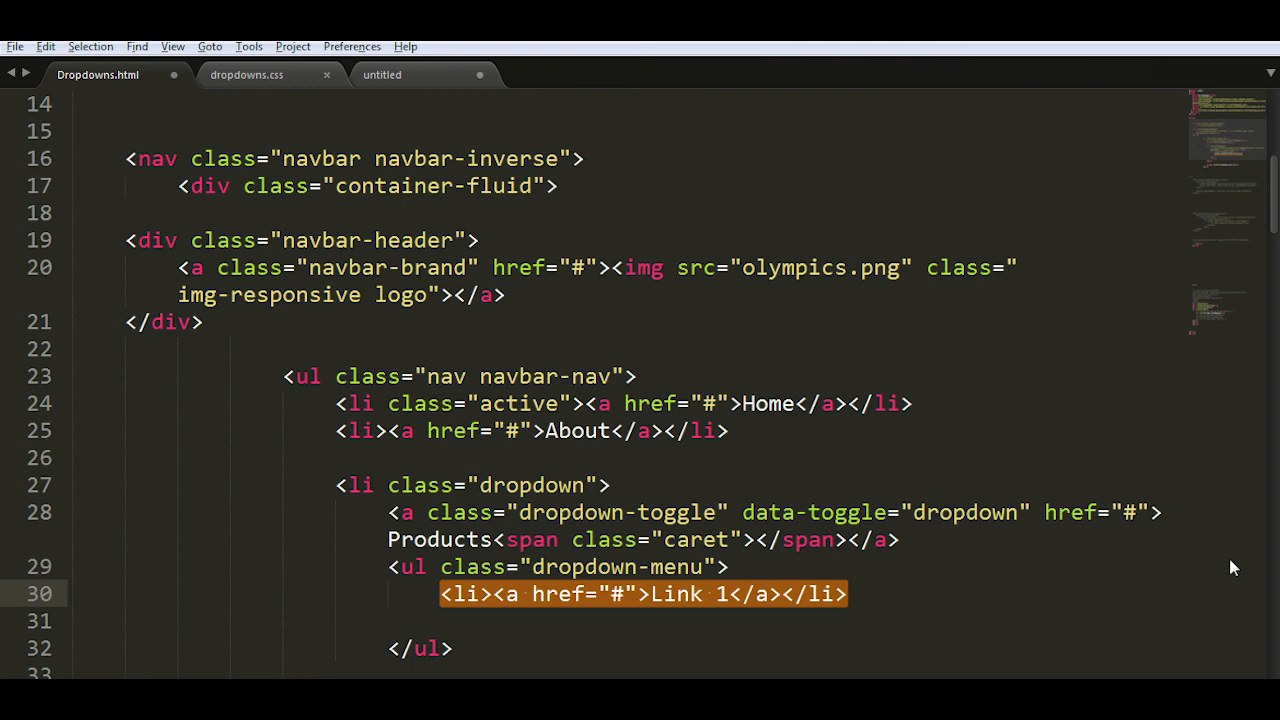 File Edit Selection Find View Goto Tools Project Preferences Help
Dropdowns.html dropdowns.css × untitled
14
15
16 <nav class="navbar navbar-inverse">
17 <div class="container-fluid">
18
19 <div class="navbar-header">
20 <a class="navbar-brand" href="#"><img src="olympics.png" class="
img-responsive logo"></a>
21 </div>
22
23 <ul class="nav navbar-nav">
24 <li class="active"><a href="#">Home</a></li>
25 <li><a href="#">About</a></li>
26
27 <li class="dropdown">
28 <a class="dropdown-toggle" data-toggle="dropdown" href="#">
Products<span class="caret"></span></a>
29 <ul class="dropdown-menu">
30 <li><a href="#">Link 1</a></li>
31
32 </ul>
33